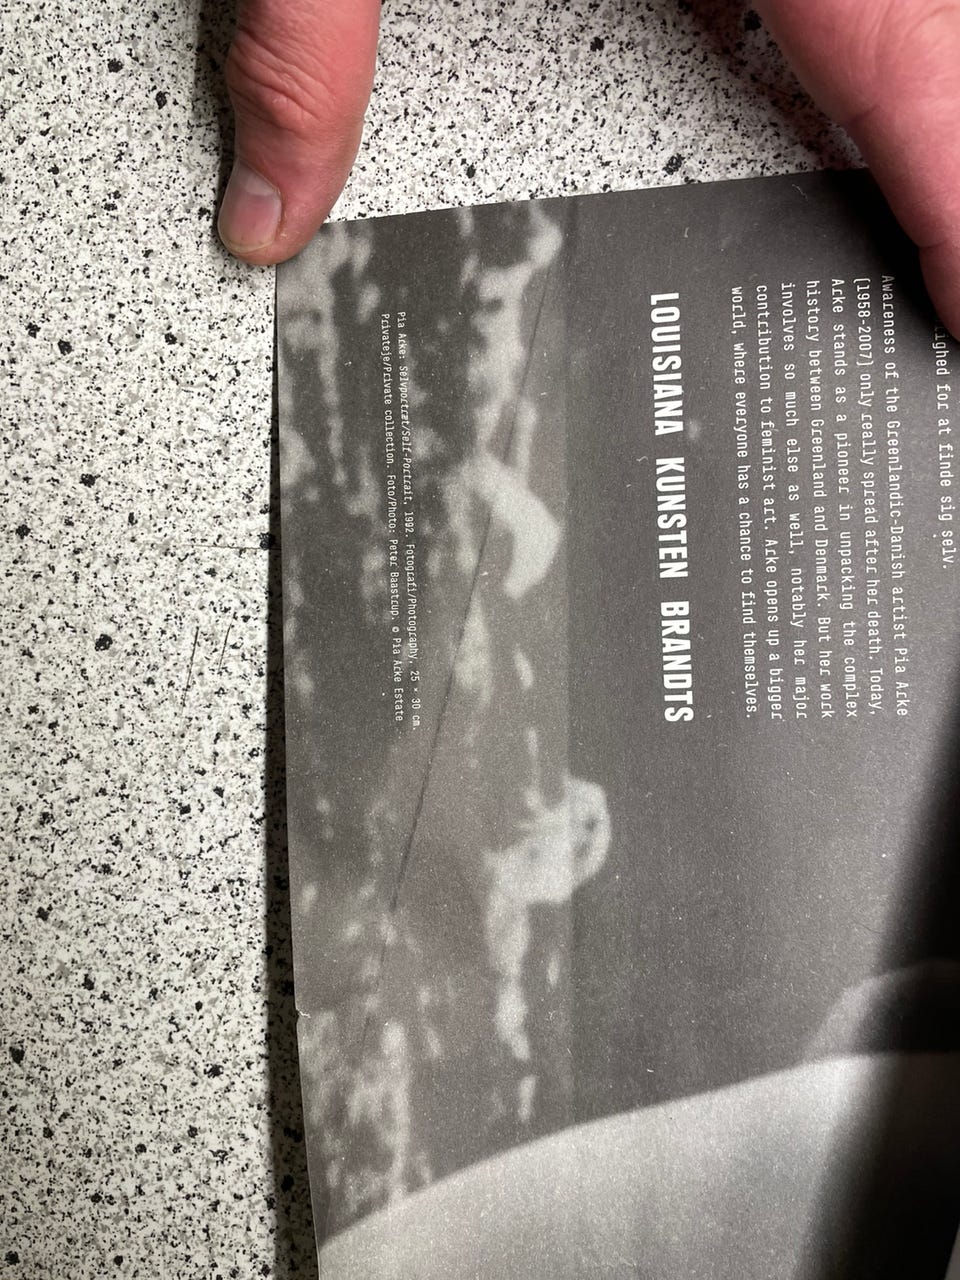 for at finde sig selv.
Awareness of the Greenlandic-Danish artist Pia Arke
(1958-2007) only really spread after her death. Today,
Arke stands as a pioneer in unpacking the complex
history between Greenland and Denmark. But her work
involves so much else as well, notably her major
contribution to feminist art. Arke opens up a bigger
world, where everyone has a chance to find themselves.
LOUISIANA KUNSTEN BRANDTS
Pia Arke: Selvportræt/Self-Portrait, 1992. Fotografi/Photography, 25 × 30 cm.
Privateje/Private collection. Foto/Photo: Peter Baastrup. © Pia Arke Estate